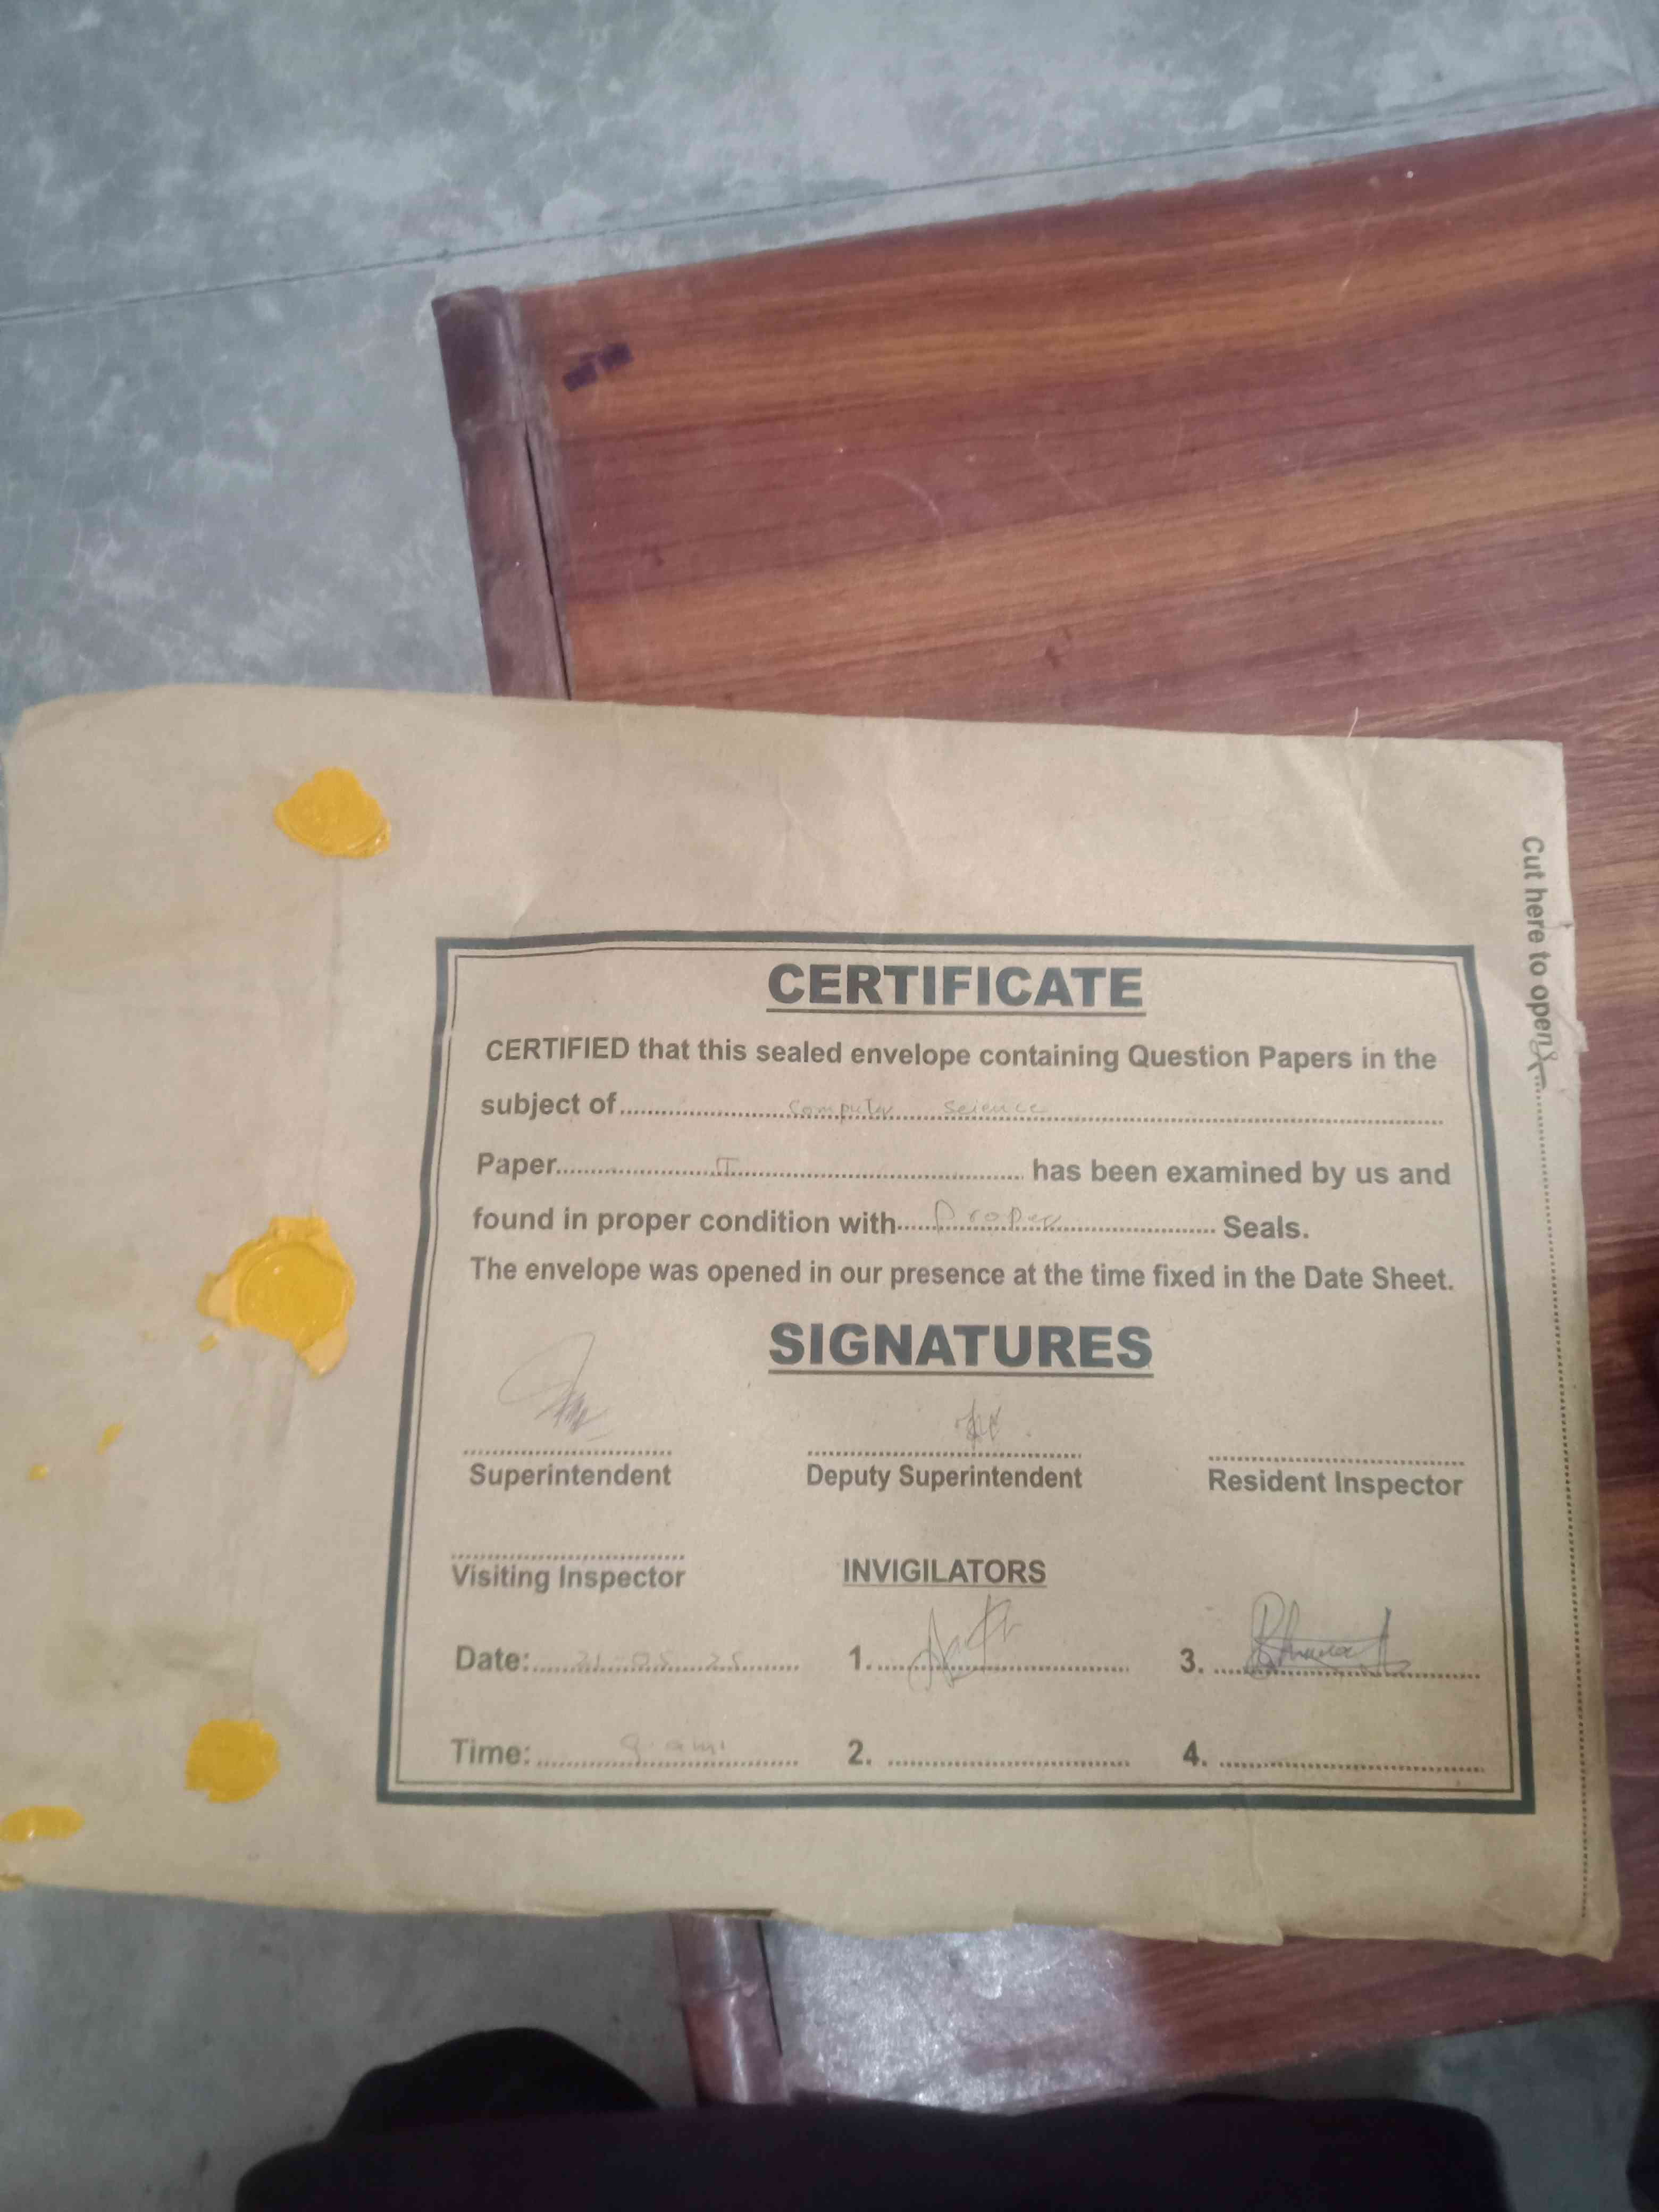 Cut here to open
CERTIFICATE
CERTIFIED that this sealed envelope containing Question Papers in the
subject of Computer Science
Paper I has been examined by us and
found in proper condition with Proper Seals.
The envelope was opened in our presence at the time fixed in the Date Sheet.
SIGNATURES
Superintendent Deputy Superintendent Resident Inspector
Visiting Inspector INVIGILATORS
Date: 21-05-25 1. 3.
Time: 9 am 2. 4.